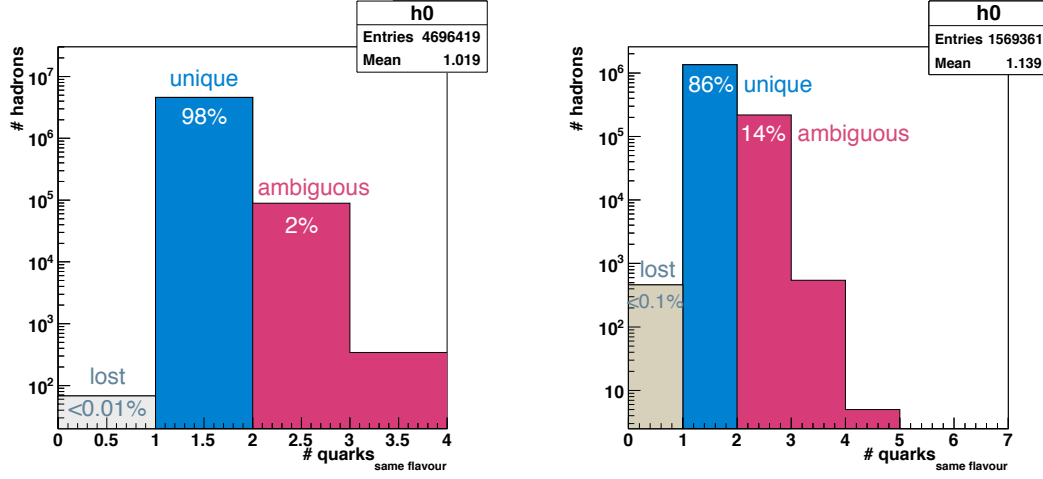 h0
Entries 4696419
Mean 1.019
# hadrons
10^7
10^6
10^5
10^4
10^3
10^2
unique
98%
ambiguous
2%
lost
<0.01%
0 0.5 1 1.5 2 2.5 3 3.5 4
# quarks
same flavour
h0
Entries 1569361
Mean 1.139
# hadrons
10^6
10^5
10^4
10^3
10^2
10
86% unique
14% ambiguous
lost
<0.1%
0 1 2 3 4 5 6 7
# quarks
same flavour